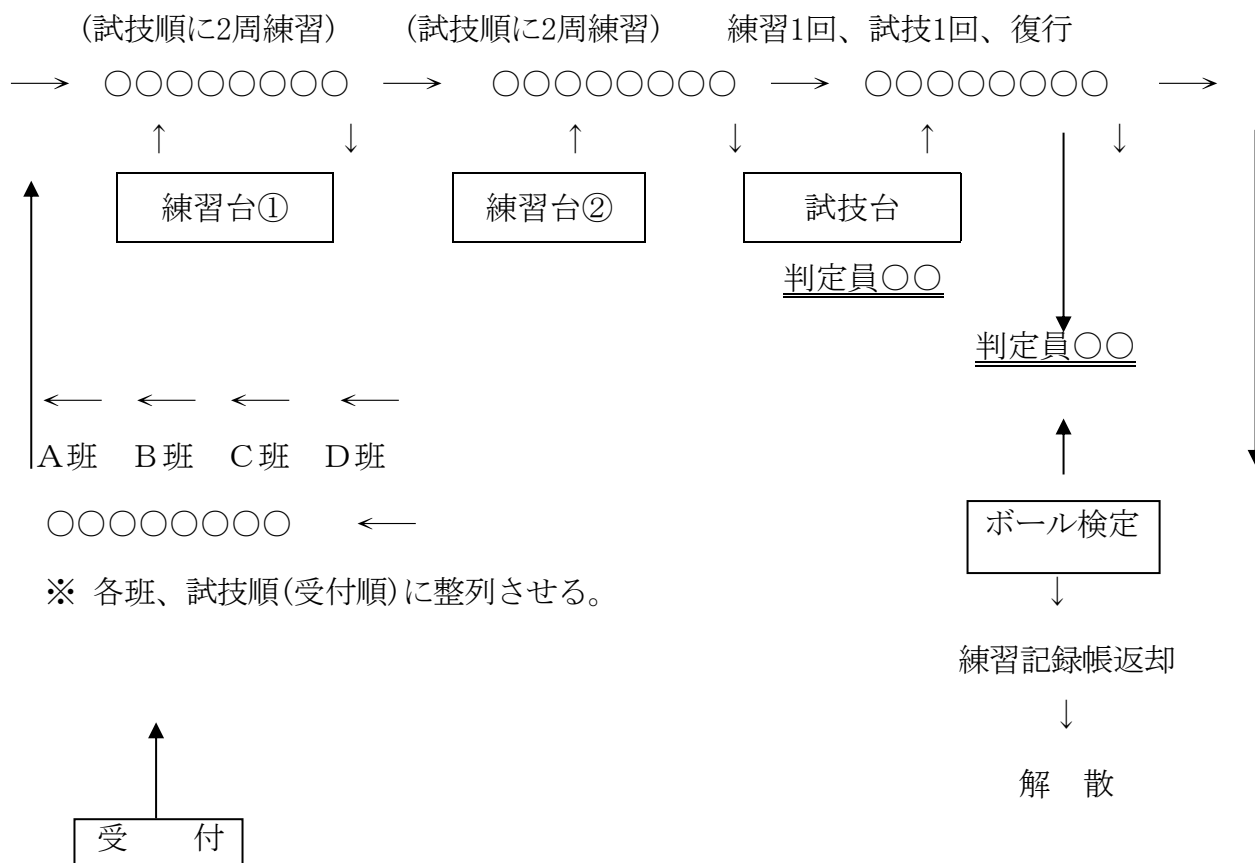 (試技順に2周練習) (試技順に2周練習) 練習1回、試技1回、復行
→ ○○○○○○○○ → ○○○○○○○○ → ○○○○○○○○ →
↑ ↓ ↑ ↓ ↑ ↓
練習台① 練習台② 試技台
判定員○○
判定員○○
← ← ← ←
A班 B班 C班 D班
○○○○○○○○ ←
ボール検定
※ 各班、試技順(受付順)に整列させる。
↓
練習記録帳返却
↓
解 散
受 付